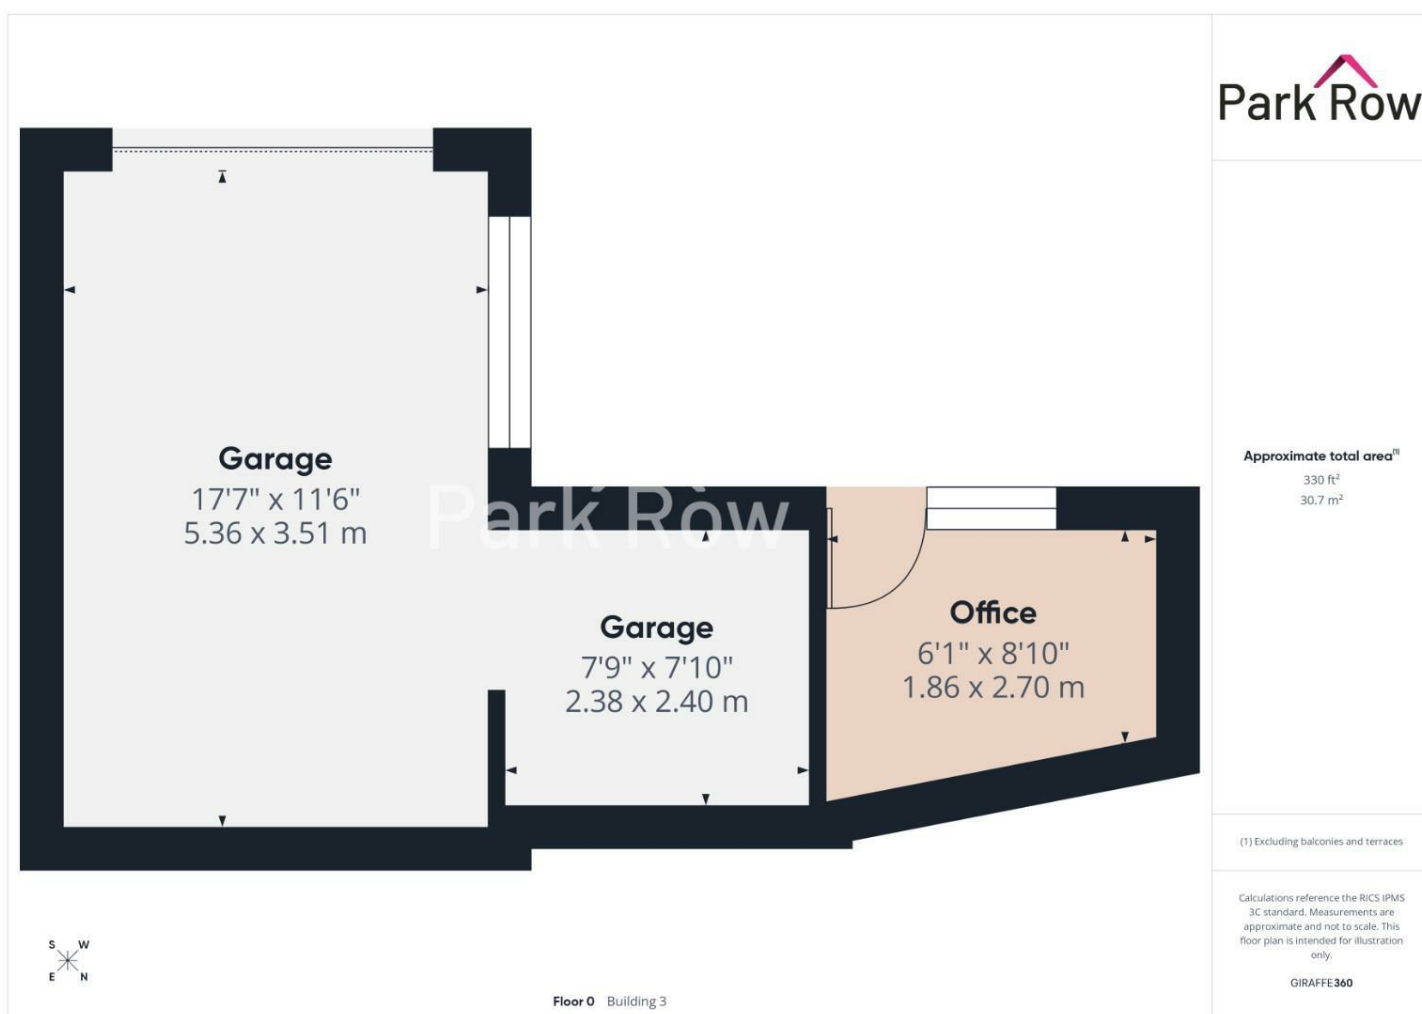 Park Row
Garage
17'7" x 11'6"
5.36 x 3.51 m
Park Row
Garage
7'9" x 7'10"
2.38 x 2.40 m
Office
6'1" x 8'10"
1.86 x 2.70 m
Approximate total area(1)
330 ft²
30.7 m²
(1) Excluding balconies and terraces
Calculations reference the RICS IPMS
3C standard. Measurements are
approximate and not to scale. This
floor plan is intended for illustration
only.
GIRAFFE360
S W
E N
Floor 0 Building 3